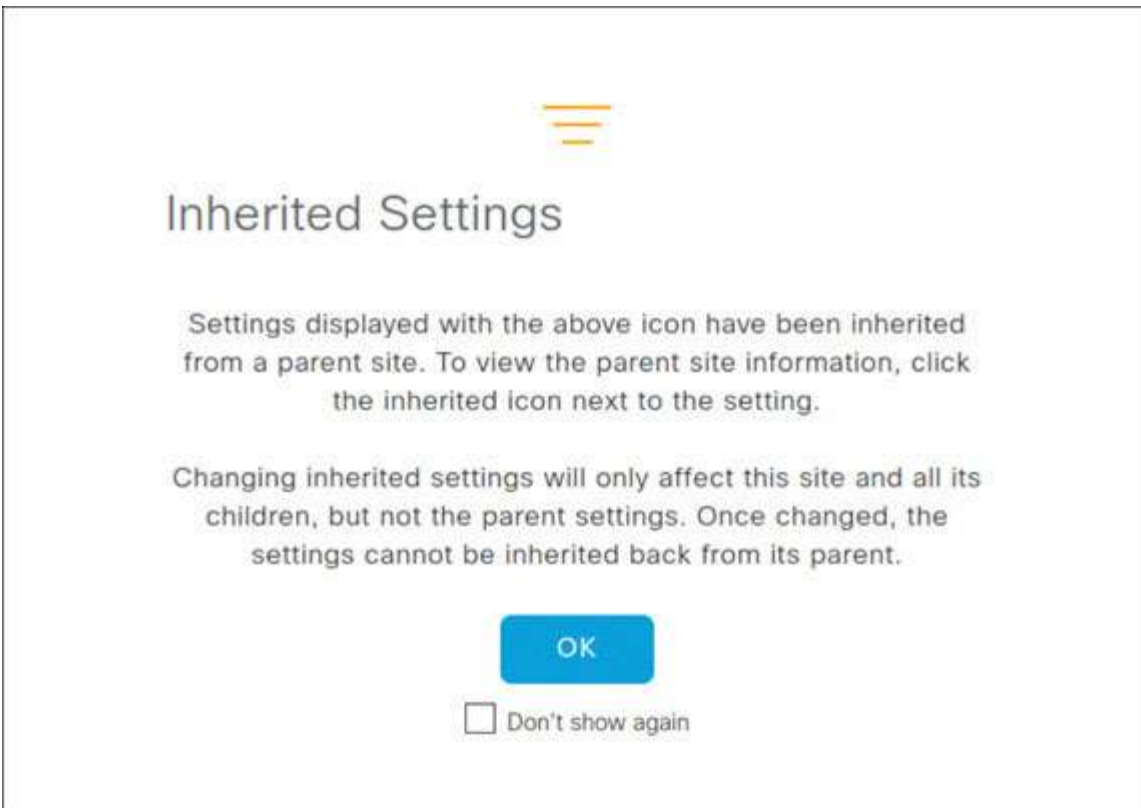 Inherited Settings
Settings displayed with the above icon have been inherited
from a parent site. To view the parent site information, click
the inherited icon next to the setting.
Changing inherited settings will only affect this site and all its
children, but not the parent settings. Once changed, the
settings cannot be inherited back from its parent.
OK
Don't show again